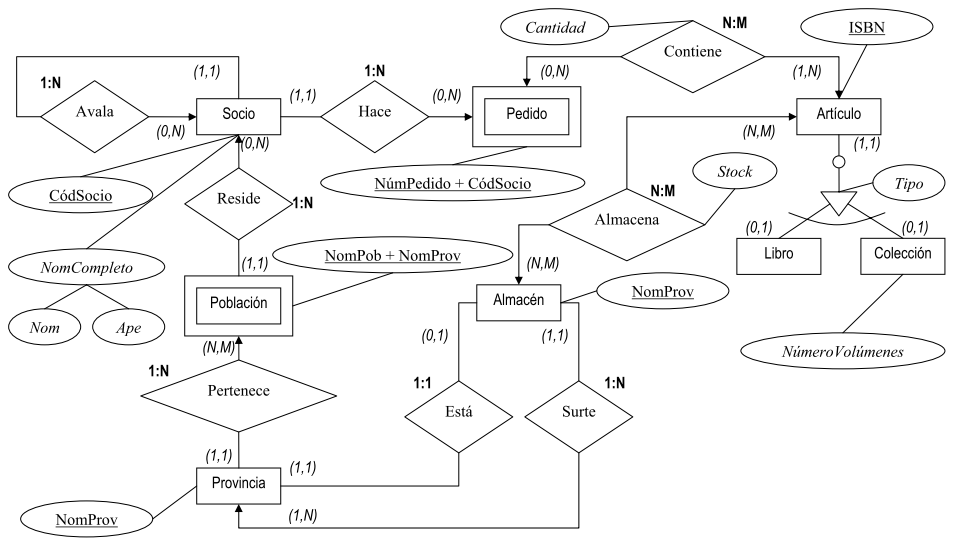 Cantidad
N:M
ISBN
Contiene
(1,1)
1:N
1:N
(0,N)
(1,N)
Avala
Socio
(1,1)
Hace
(0,N)
Pedido
Artículo
(0,N)
(0,N)
(N,M)
(1,1)
CódSocio
Reside
1:N
NúmPedido + CódSocio
N:M
Stock
Tipo
Almacena
(0,1)
(0,1)
Libro
Colección
NomCompleto
(1,1)
NomPob + NomProv
(N,M)
Nom
Ape
Población
Almacén
NomProv
(N,M)
(0,1)
(1,1)
NúmeroVolúmenes
1:N
Pertenece
1:1
1:N
Está
Surte
(1,1)
(1,1)
Provincia
NomProv
(1,N)